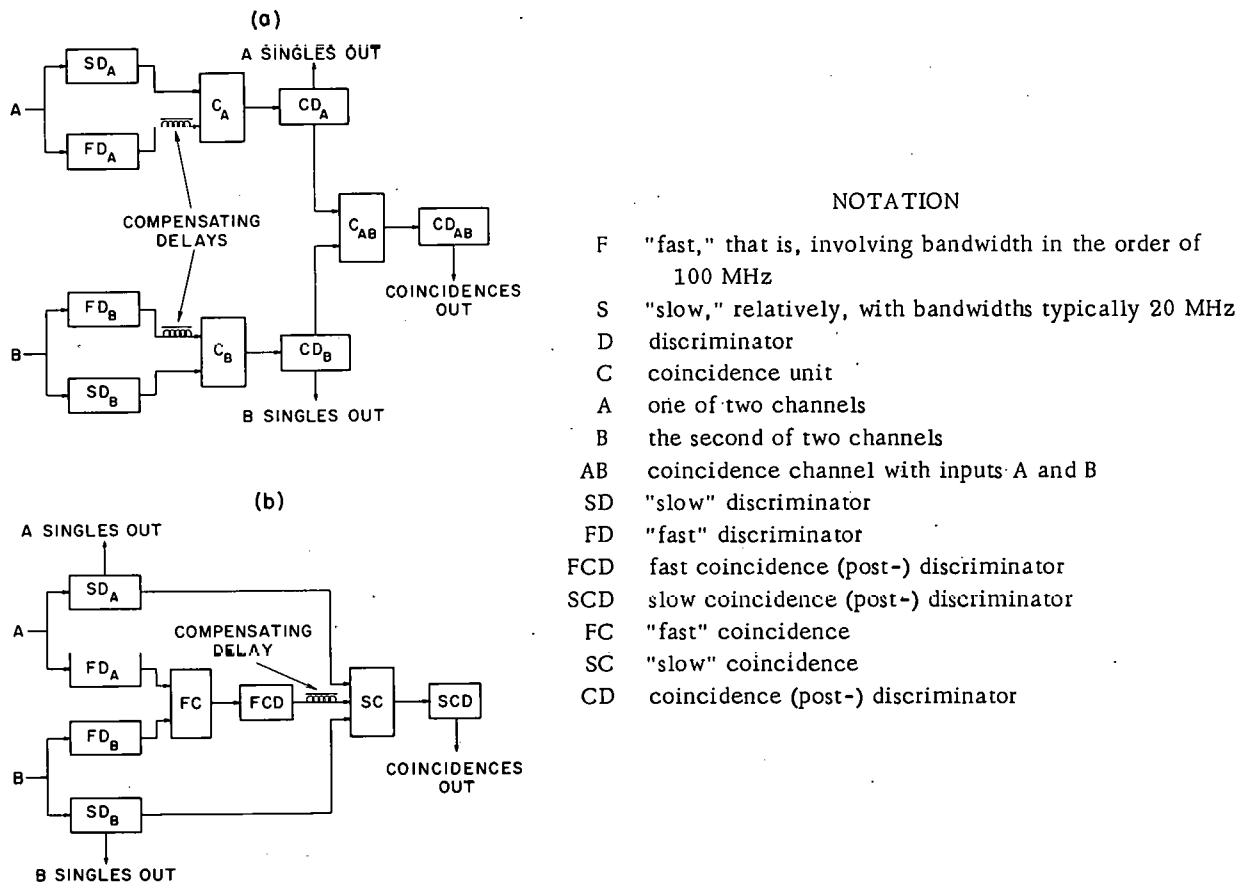 (a)
A SINGLES OUT
SD_A
A
C_A
CD_A
FD_A
COMPENSATING
DELAYS
C_AB
CD_AB
COINCIDENCES
OUT
FD_B
B
C_B
CD_B
SD_B
B SINGLES OUT
(b)
A SINGLES OUT
SD_A
A
COMPENSATING
DELAY
FD_A
FC
FCD
SC
SCD
FD_B
B
COINCIDENCES
OUT
SD_B
B SINGLES OUT
NOTATION
F "fast," that is, involving bandwidth in the order of
100 MHz
S "slow," relatively, with bandwidths typically 20 MHz
D discriminator
C coincidence unit
A one of two channels
B the second of two channels
AB coincidence channel with inputs A and B
SD "slow" discriminator
FD "fast" discriminator
FCD fast coincidence (post-) discriminator
SCD slow coincidence (post-) discriminator
FC "fast" coincidence
SC "slow" coincidence
CD coincidence (post-) discriminator